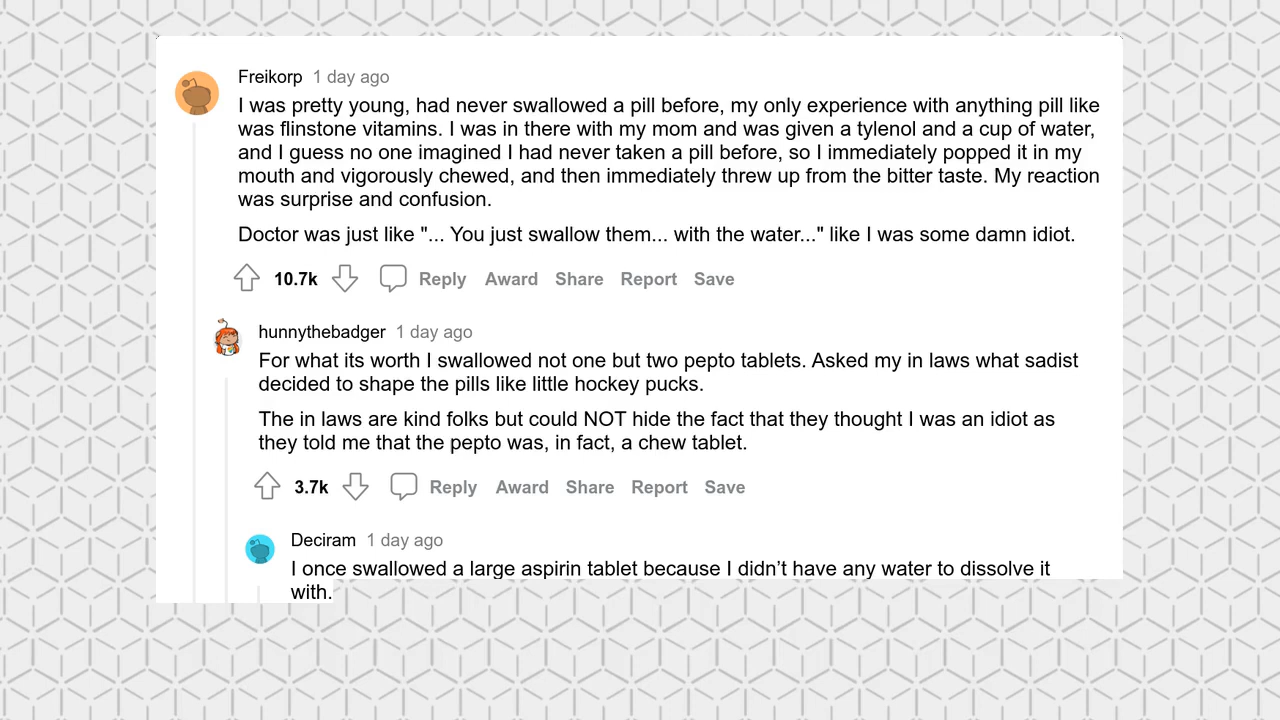 Freikorp 1 day ago
I was pretty young, had never swallowed a pill before, my only experience with anything pill like
was flinstone vitamins. I was in there with my mom and was given a tylenol and a cup of water,
and I guess no one imagined I had never taken a pill before, so I immediately popped it in my
mouth and vigorously chewed, and then immediately threw up from the bitter taste. My reaction
was surprise and confusion.
Doctor was just like "... You just swallow them... with the water..." like I was some damn idiot.
10.7k Reply Award Share Report Save
hunnythebadger 1 day ago
For what its worth I swallowed not one but two pepto tablets. Asked my in laws what sadist
decided to shape the pills like little hockey pucks.
The in laws are kind folks but could NOT hide the fact that they thought I was an idiot as
they told me that the pepto was, in fact, a chew tablet.
3.7k Reply Award Share Report Save
Deciram 1 day ago
I once swallowed a large aspirin tablet because I didn’t have any water to dissolve it
with.